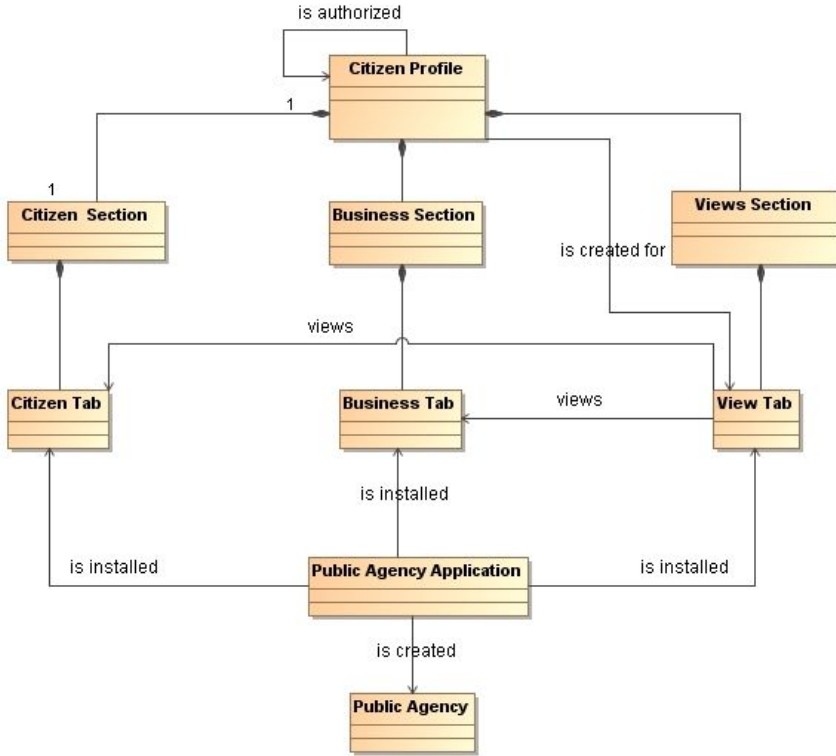 is authorized
Citizen Profile
1
1
Citizen Section
Business Section
Views Section
is created for
views
Citizen Tab
Business Tab
views
View Tab
is installed
is installed
is installed
Public Agency Application
is created
Public Agency